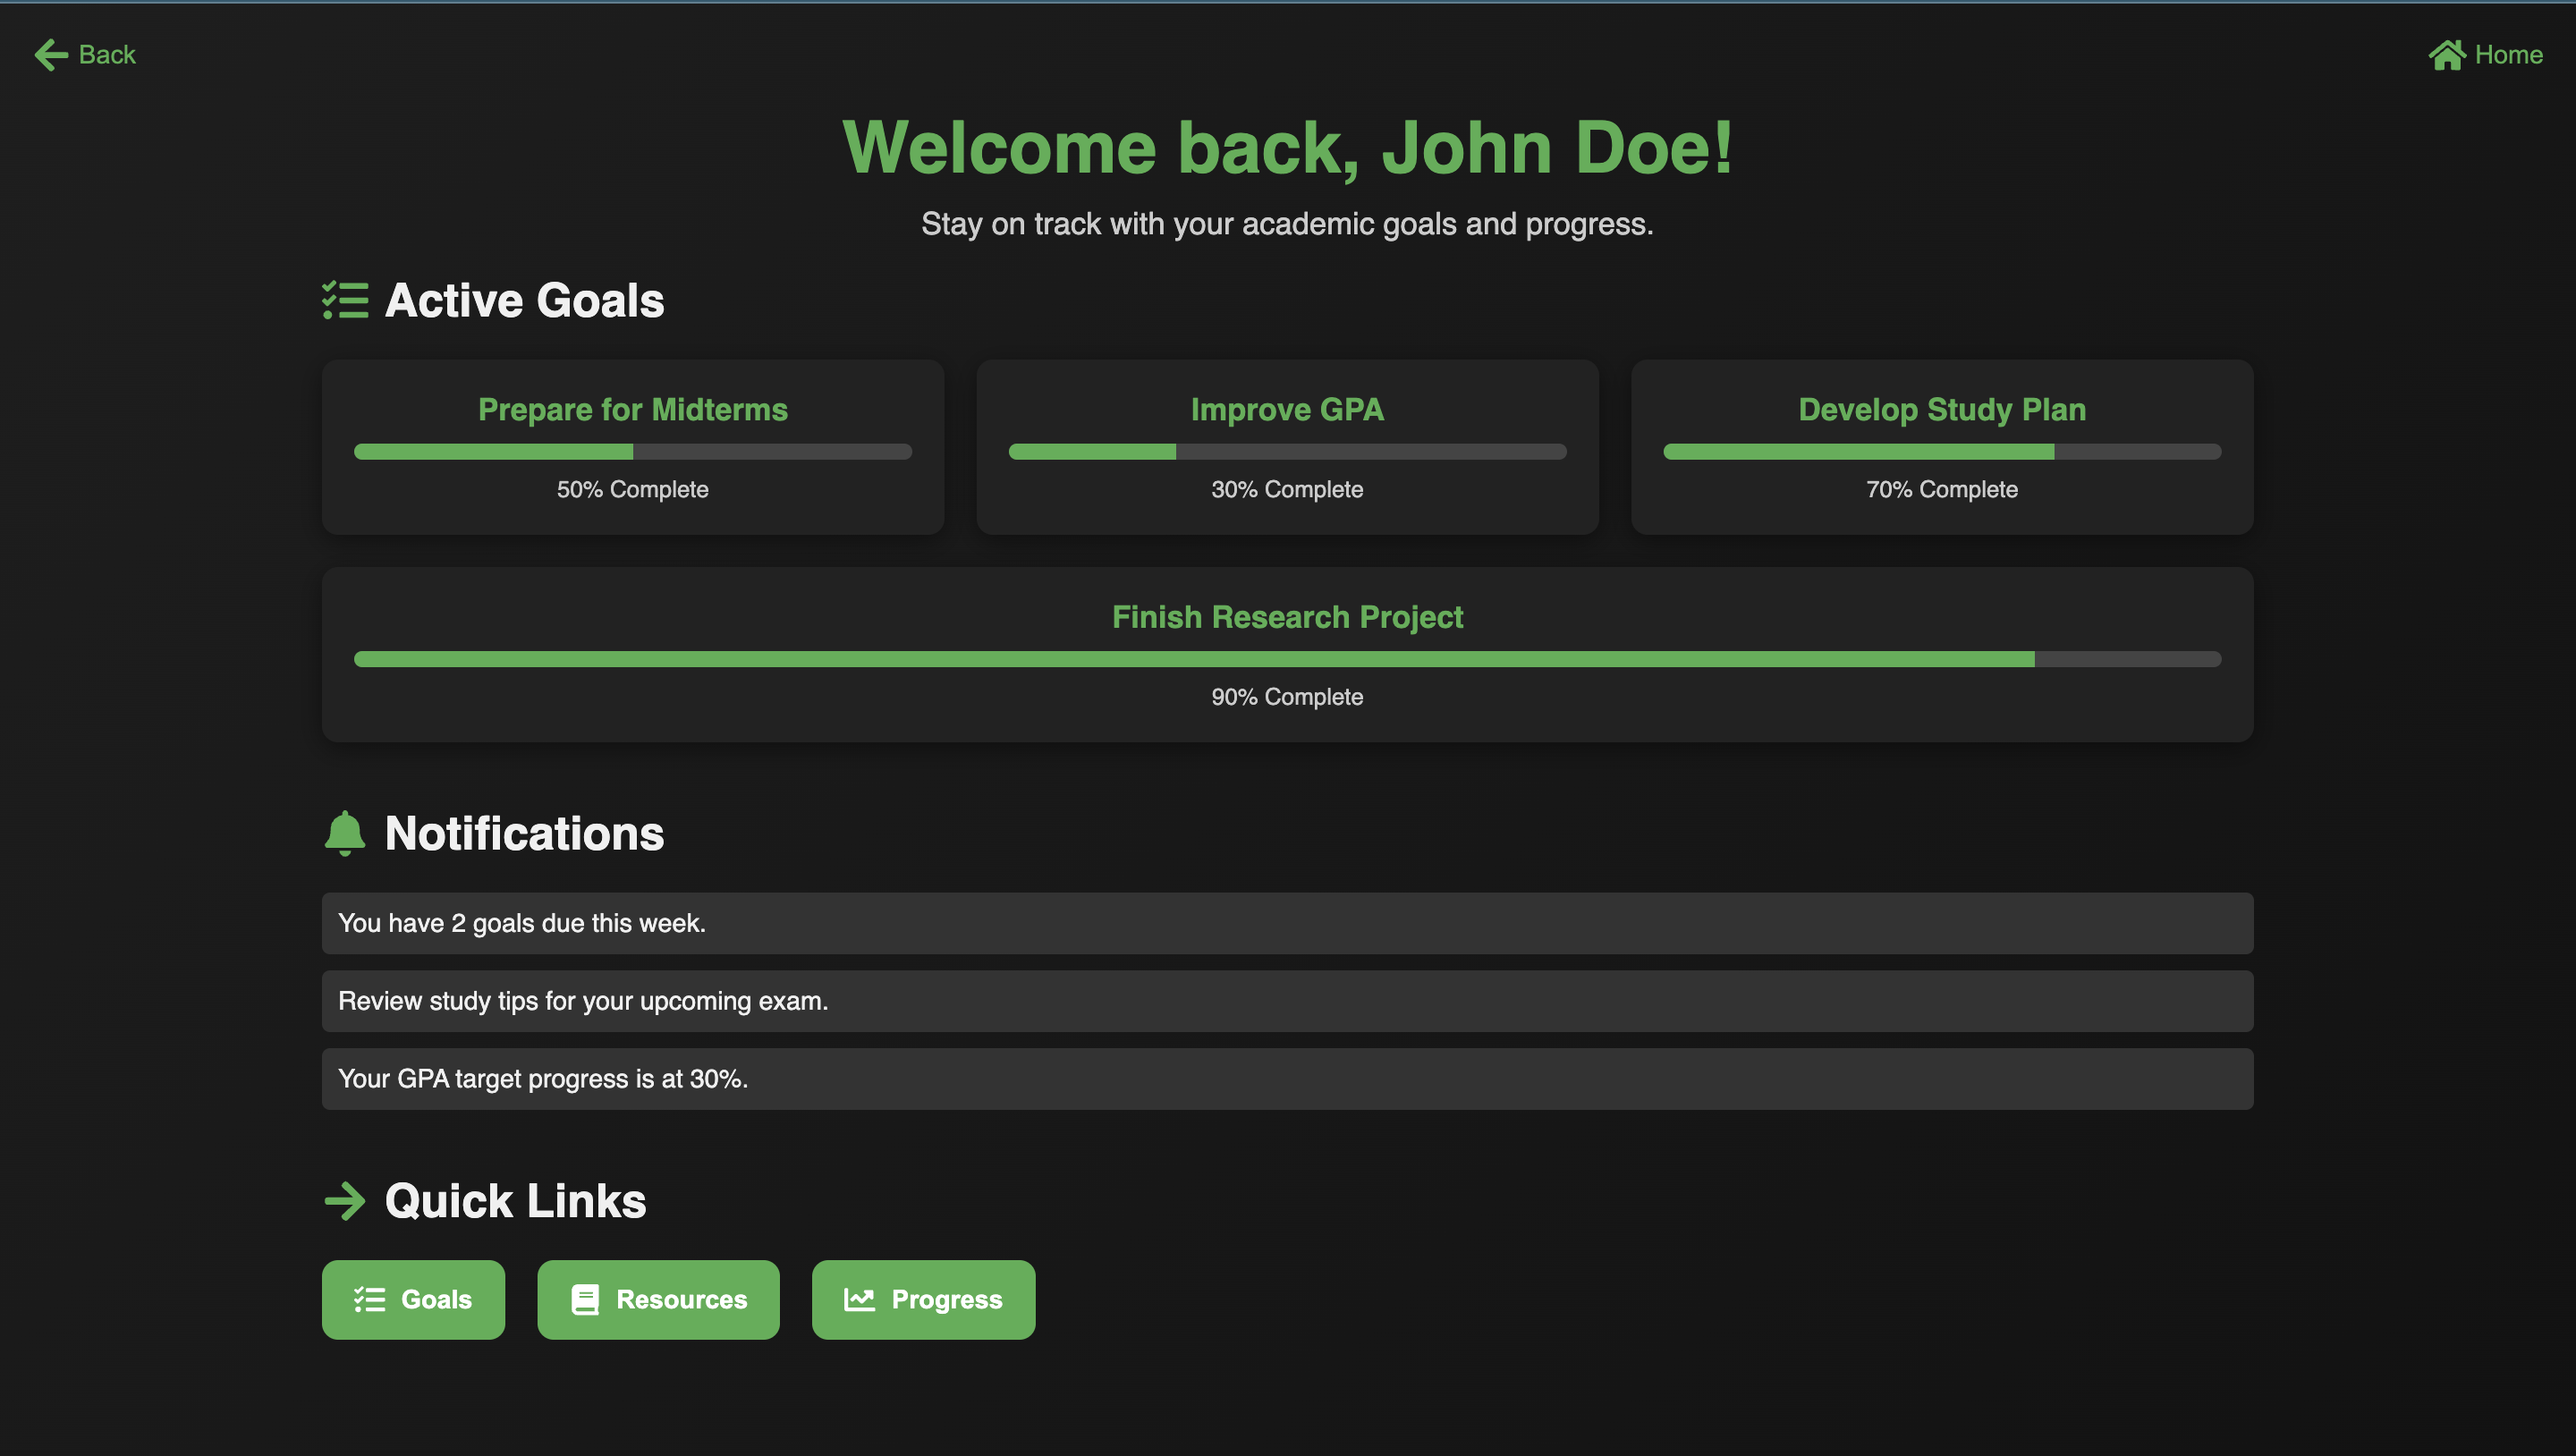 Back
Home
Welcome back, John Doe!
Stay on track with your academic goals and progress.
Active Goals
Prepare for Midterms
50% Complete
Improve GPA
30% Complete
Develop Study Plan
70% Complete
Finish Research Project
90% Complete
Notifications
You have 2 goals due this week.
Review study tips for your upcoming exam.
Your GPA target progress is at 30%.
Quick Links
Goals
Resources
Progress